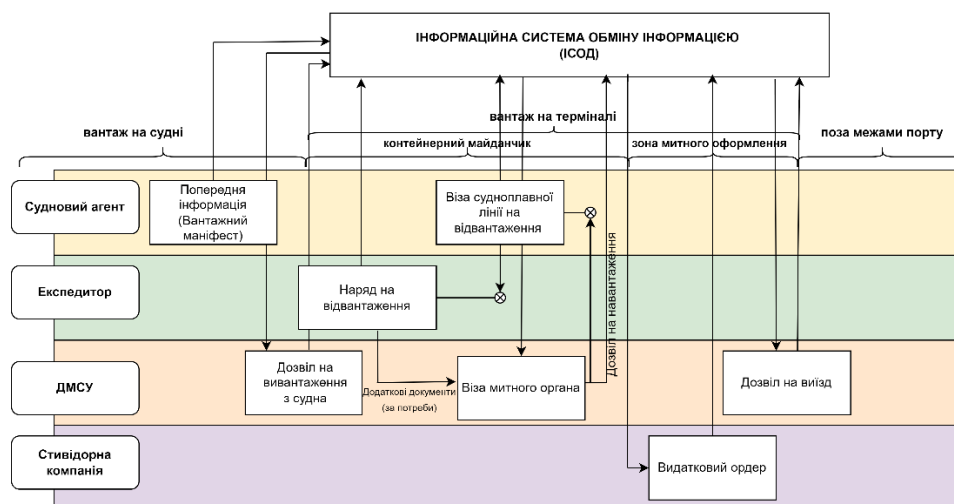 ІНФОРМАЦІЙНА СИСТЕМА ОБМІНУ ІНФОРМАЦІЄЮ
(ІСОД)
вантаж на судні
вантаж на терміналі
контейнерний майданчик
зона митного оформлення
поза межами порту
Судновий агент
Попередня
інформація
(Вантажний
маніфест)
Віза судноплавної
лінії на
відвантаження
Експедитор
Наряд на
відвантаження
Дозвіл на навантаження
ДМСУ
Дозвіл на
вивантаження
з судна
Додаткові документи
(за потреби)
Віза митного органа
Дозвіл на виїзд
Стивідорна
компанія
Видатковий ордер